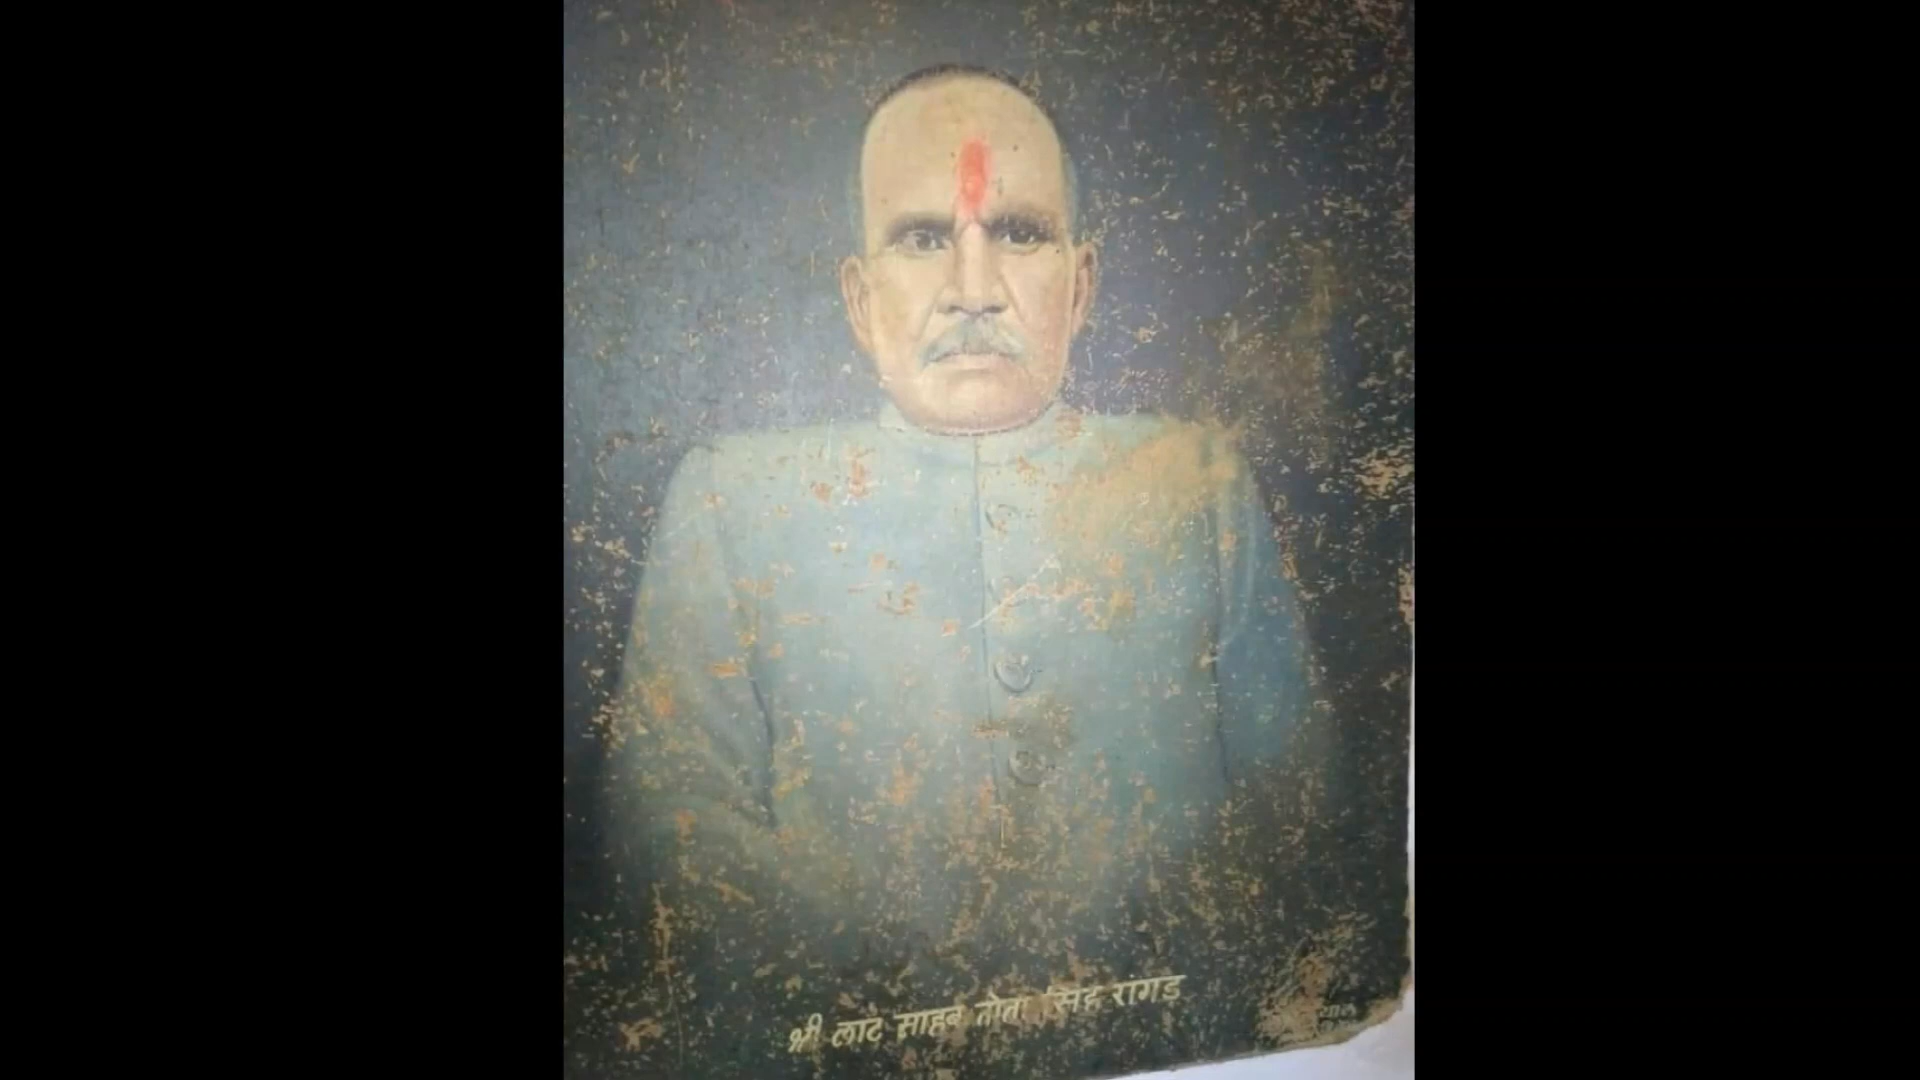 श्री लाट साहब तोता सिंह रांगड